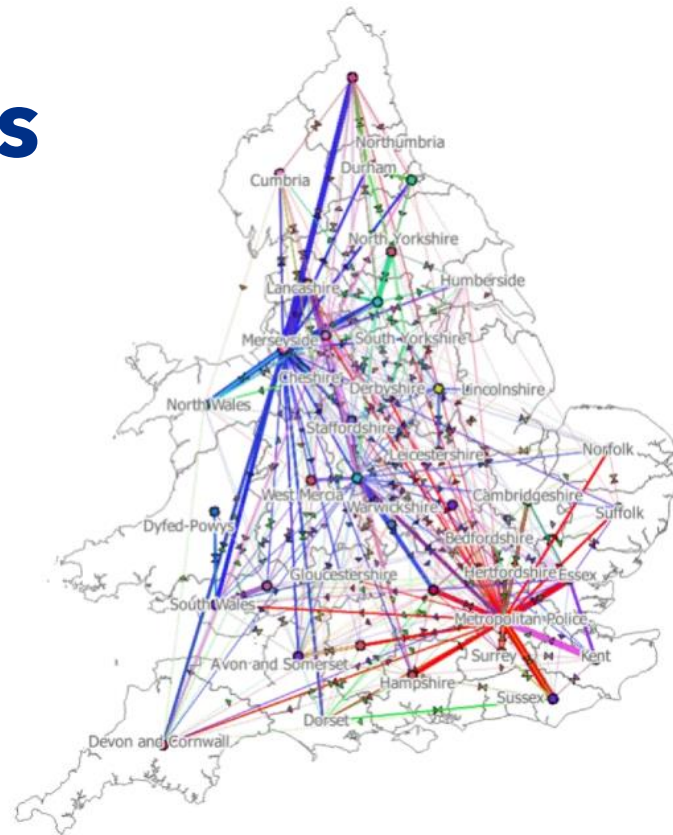 s
Northumbria
Durham
Cumbria
North Yorkshire
Lancashire
Humberside
Merseyside
South Yorkshire
Cheshire
Derbyshire
Lincolnshire
North Wales
Staffordshire
Leicestershire
Norfolk
West Mercia
Cambridgeshire
Warwickshire
Suffolk
Dyfed-Powys
Bedfordshire
Gloucestershire
Hertfordshire
Essex
South Wales
Metropolitan Police
Avon and Somerset
Surrey
Kent
Hampshire
Sussex
Dorset
Devon and Cornwall